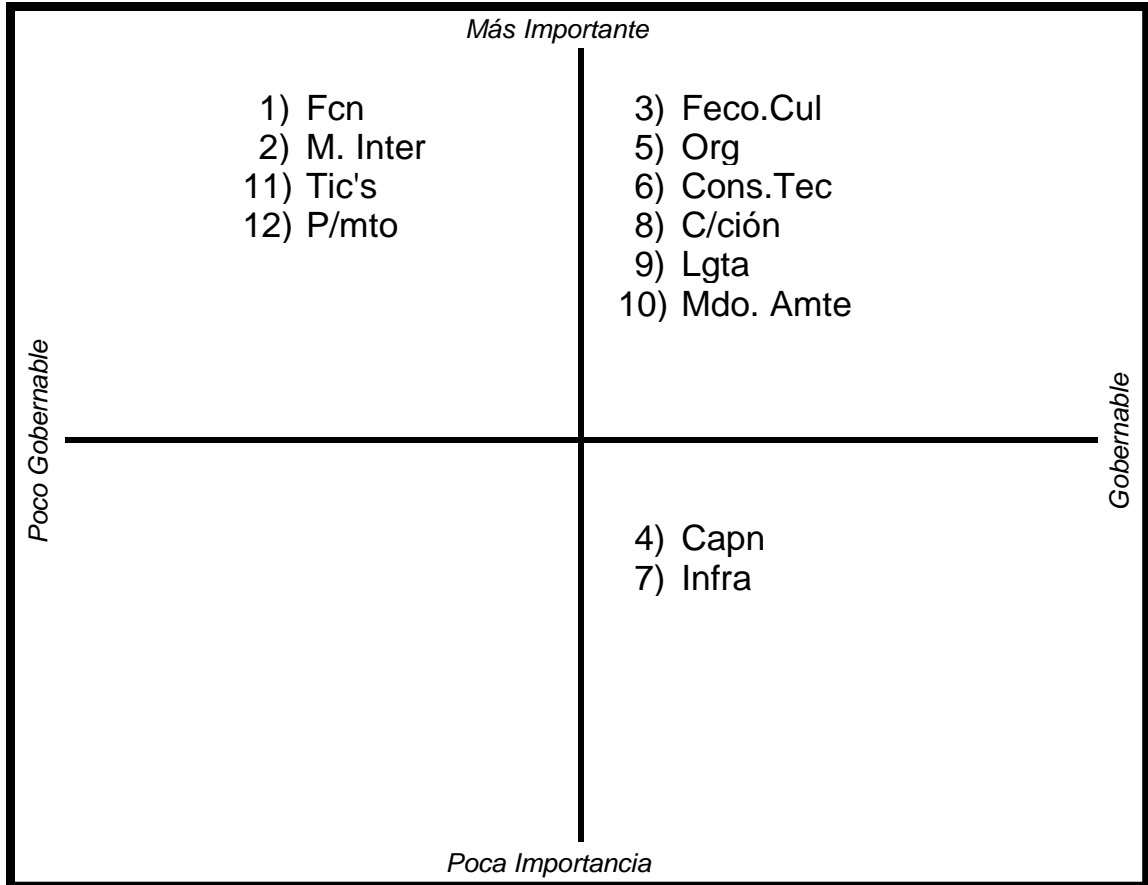 Más Importante
1) Fcn
2) M. Inter
11) Tic's
12) P/mto
3) Feco.Cul
5) Org
6) Cons.Tec
8) C/ción
9) Lgta
10) Mdo. Amte
Poco Gobernable
Gobernable
4) Capn
7) Infra
Poca Importancia